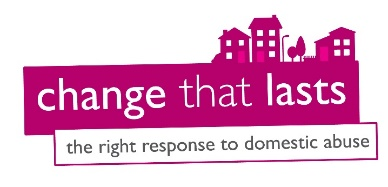 change that lasts
the right response to domestic abuse